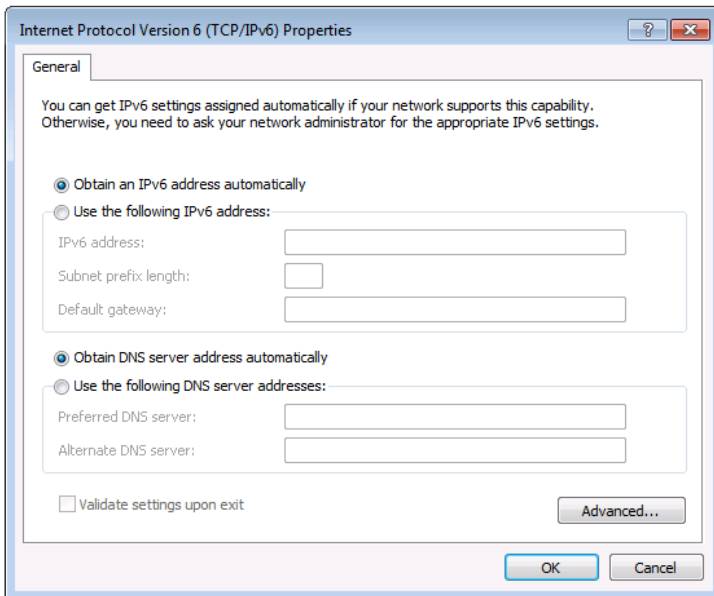 Internet Protocol Version 6 (TCP/IPv6) Properties
General
You can get IPv6 settings assigned automatically if your network supports this capability.
Otherwise, you need to ask your network administrator for the appropriate IPv6 settings.
Obtain an IPv6 address automatically
Use the following IPv6 address:
IPv6 address:
Subnet prefix length:
Default gateway:
Obtain DNS server address automatically
Use the following DNS server addresses:
Preferred DNS server:
Alternate DNS server:
Validate settings upon exit
Advanced...
OK
Cancel